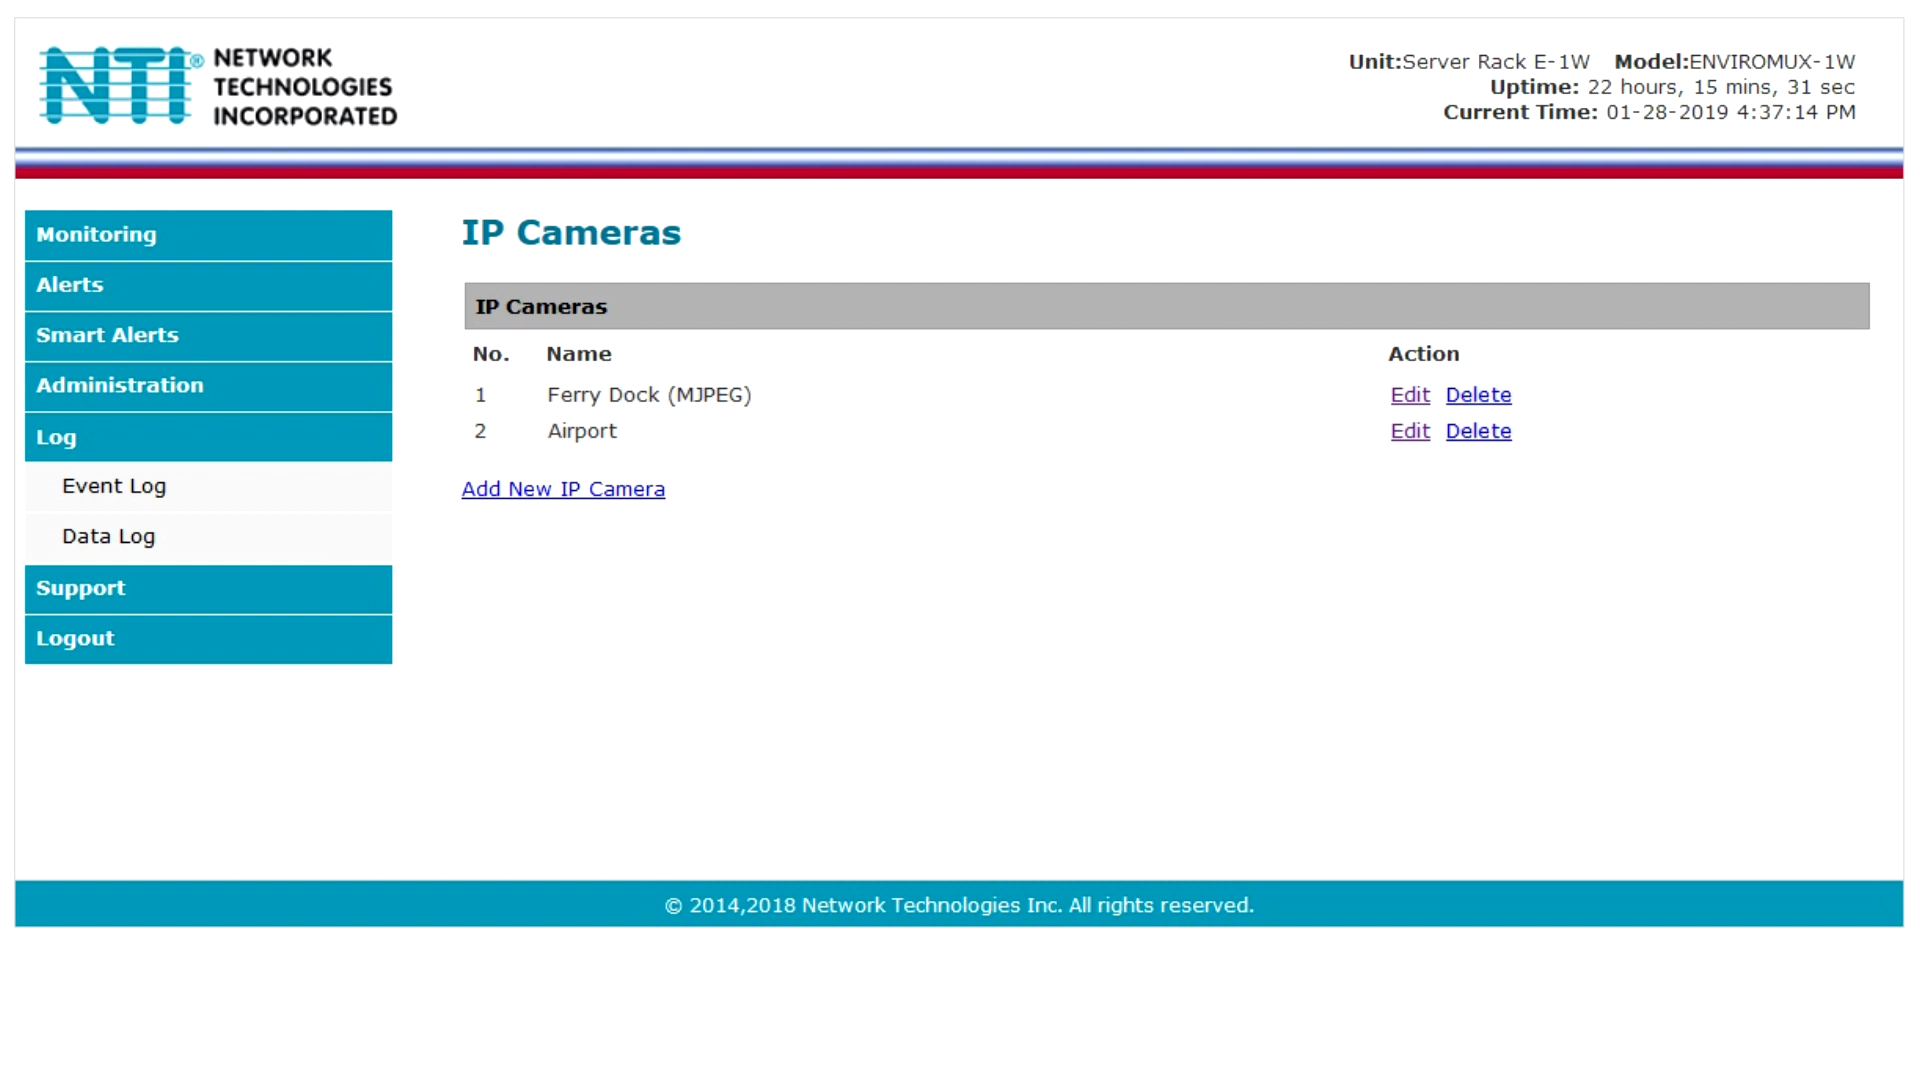 NTI® NETWORK
TECHNOLOGIES
INCORPORATED
Unit:Server Rack E-1W Model:ENVIROMUX-1W
Uptime: 22 hours, 15 mins, 31 sec
Current Time: 01-28-2019 4:37:14 PM
Monitoring
Alerts
Smart Alerts
Administration
Log
Event Log
Data Log
Support
Logout
IP Cameras
IP Cameras
No. Name Action
1 Ferry Dock (MJPEG) Edit Delete
2 Airport Edit Delete
Add New IP Camera
© 2014,2018 Network Technologies Inc. All rights reserved.